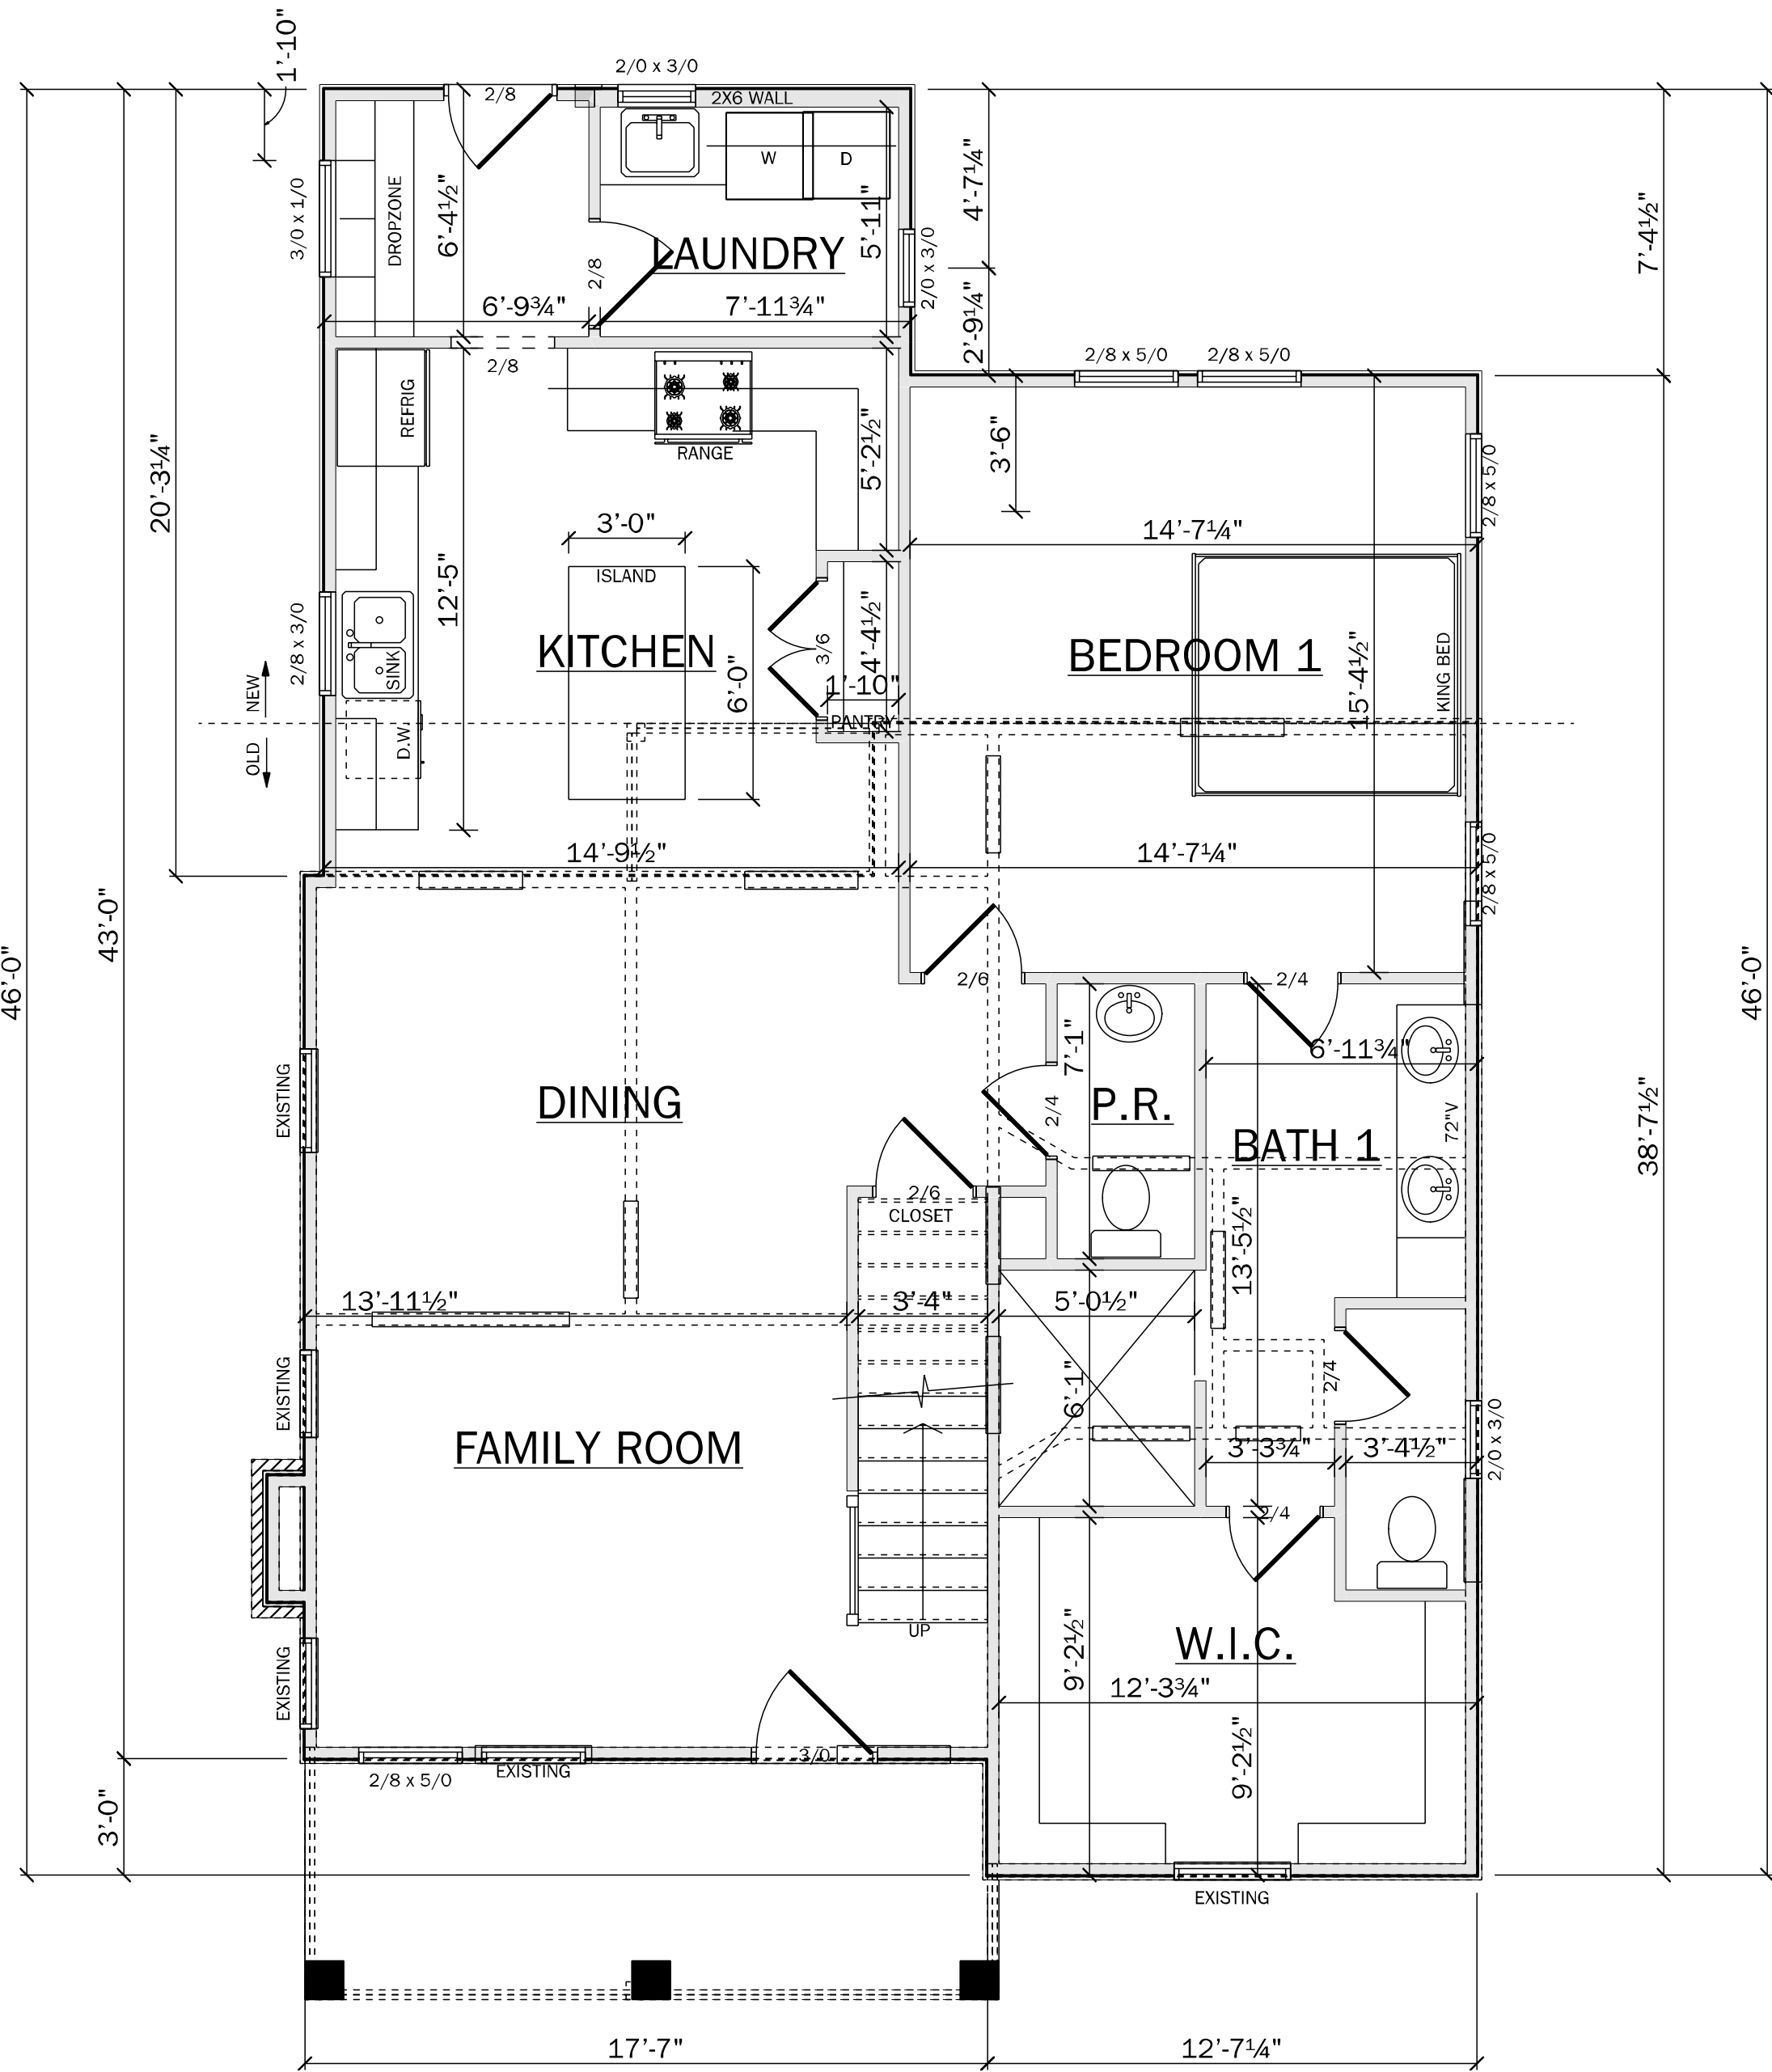 1'-10"
2/0 x 3/0
2/8
2X6 WALL
W
D
DROPZONE
3/0 x 1/0
6'-4½"
5'-11"
4'-7¼"
7'-4½"
LAUNDRY
2/8
2/0 x 3/0
6'-9¾"
7'-11¾"
2'-9¼"
2/8
2/8 x 5/0
2/8 x 5/0
REFRIG
RANGE
5'-2½"
3'-6"
2/8 x 5/0
20'-3¼"
3'-0"
14'-7¼"
ISLAND
12'-5"
2/8 x 3/0
SINK
KITCHEN
6'-0"
3/6
4'-4½"
1'-10"
PANTRY
BEDROOM 1
15'-4½"
KING BED
NEW
OLD
D.W.
14'-9½"
14'-7¼"
2/8 x 5/0
43'-0"
46'-0"
46'-0"
2/6
2/4
7'-1"
6'-11¾"
EXISTING
DINING
2/4
P.R.
BATH 1
72"V
38'-7½"
2/6
CLOSET
13'-5½"
13'-11½"
3'-4"
5'-0½"
EXISTING
6'-1"
2/4
FAMILY ROOM
3'-3¾"
3'-4½"
2/0 x 3/0
2/4
UP
EXISTING
9'-2½"
W.I.C.
12'-3¾"
3/0
2/8 x 5/0
EXISTING
9'-2½"
3'-0"
EXISTING
17'-7"
12'-7¼"